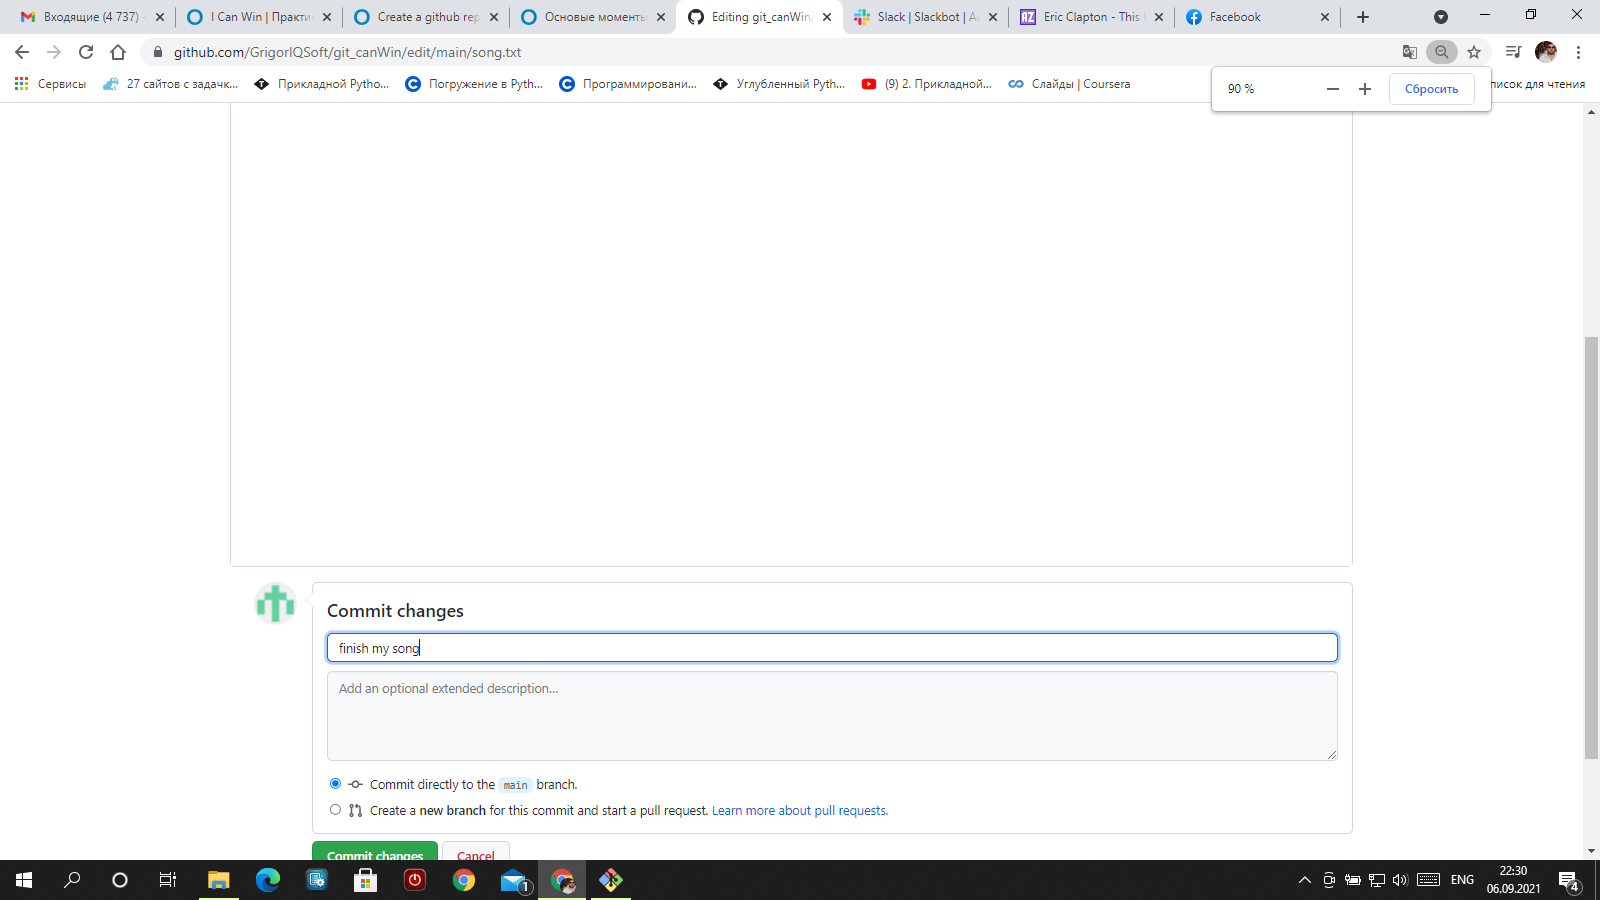 Входящие (4 737) -
I Can Win | Практи
Create a github rep
Основые моменты
Editing git_canWin/
Slack | Slackbot | A
Eric Clapton - This
Facebook
github.com/GrigorIQSoft/git_canWin/edit/main/song.txt
Сервисы
27 сайтов с задачк...
Прикладной Pytho...
Погружение в Pyth...
Программировани...
Углубленный Pyth...
(9) 2. Прикладной...
Слайды | Coursera
писок для чтения
90 %
Сбросить
Commit changes
finish my song
Add an optional extended description...
Commit directly to the main branch.
Create a new branch for this commit and start a pull request. Learn more about pull requests.
Commit changes
Cancel
1
ENG
22:30
06.09.2021
4